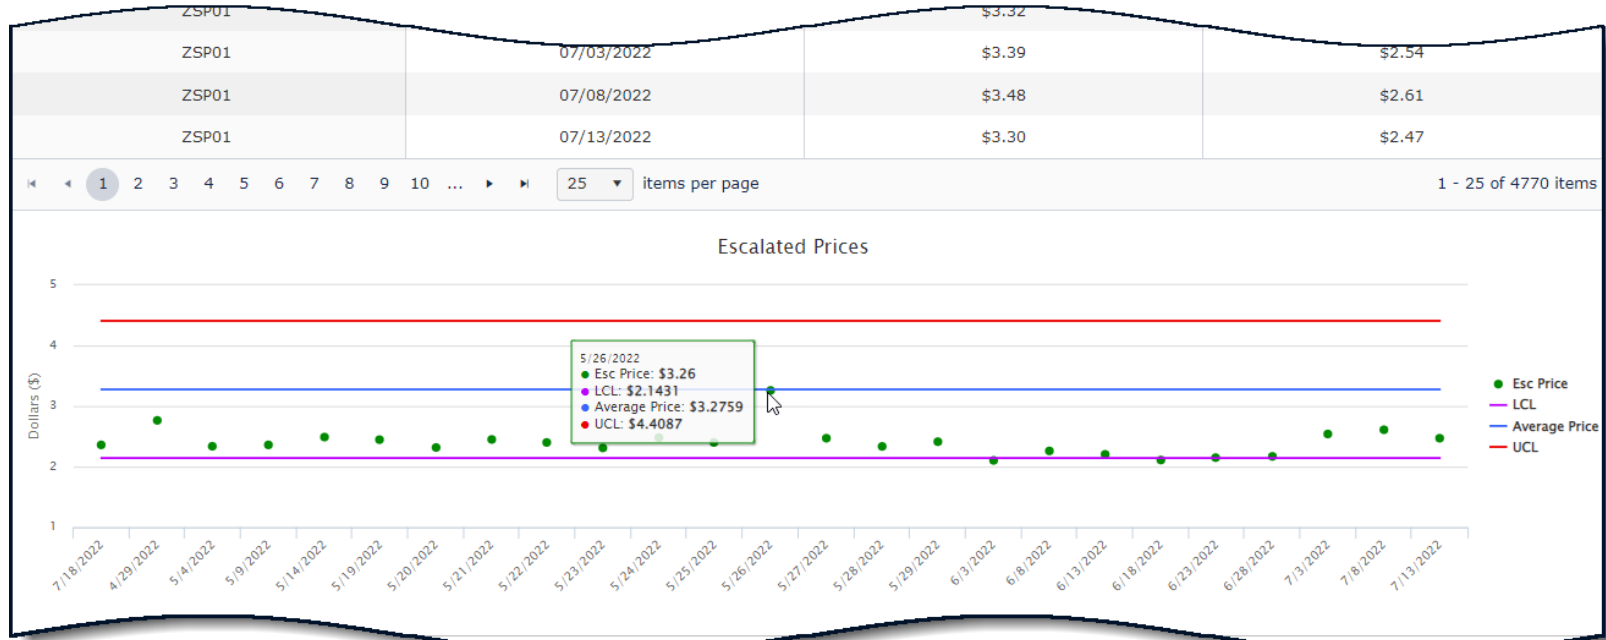 ZSP01 $3.32
ZSP01 07/03/2022 $3.39 $2.54
ZSP01 07/08/2022 $3.48 $2.61
ZSP01 07/13/2022 $3.30 $2.47
1 2 3 4 5 6 7 8 9 10 ... 25 items per page 1 - 25 of 4770 items
Escalated Prices
Dollars ($)
5
4
3
2
1
5/26/2022
Esc Price: $3.26
LCL: $2.1431
Average Price: $3.2759
UCL: $4.4087
Esc Price
LCL
Average Price
UCL
7/18/2022 4/29/2022 5/4/2022 5/9/2022 5/14/2022 5/19/2022 5/20/2022 5/21/2022 5/22/2022 5/23/2022 5/24/2022 5/25/2022 5/26/2022 5/27/2022 5/28/2022 5/29/2022 6/3/2022 6/8/2022 6/13/2022 6/18/2022 6/23/2022 6/28/2022 7/3/2022 7/8/2022 7/13/2022